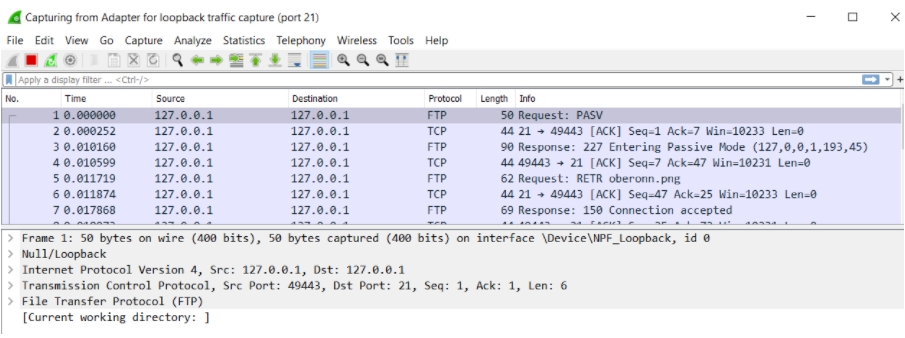 Capturing from Adapter for loopback traffic capture (port 21)
File Edit View Go Capture Analyze Statistics Telephony Wireless Tools Help
Apply a display filter ... <Ctrl-/>
No. Time Source Destination Protocol Length Info
1 0.000000 127.0.0.1 127.0.0.1 FTP 50 Request: PASV
2 0.000252 127.0.0.1 127.0.0.1 TCP 44 21 → 49443 [ACK] Seq=1 Ack=7 Win=10233 Len=0
3 0.010160 127.0.0.1 127.0.0.1 FTP 90 Response: 227 Entering Passive Mode (127,0,0,1,193,45)
4 0.010599 127.0.0.1 127.0.0.1 TCP 44 49443 → 21 [ACK] Seq=7 Ack=47 Win=10231 Len=0
5 0.011719 127.0.0.1 127.0.0.1 FTP 62 Request: RETR oberonn.png
6 0.011874 127.0.0.1 127.0.0.1 TCP 44 21 → 49443 [ACK] Seq=47 Ack=25 Win=10233 Len=0
7 0.017868 127.0.0.1 127.0.0.1 FTP 69 Response: 150 Connection accepted
> Frame 1: 50 bytes on wire (400 bits), 50 bytes captured (400 bits) on interface \Device\NPF_Loopback, id 0
> Null/Loopback
> Internet Protocol Version 4, Src: 127.0.0.1, Dst: 127.0.0.1
> Transmission Control Protocol, Src Port: 49443, Dst Port: 21, Seq: 1, Ack: 1, Len: 6
> File Transfer Protocol (FTP)
[Current working directory: ]